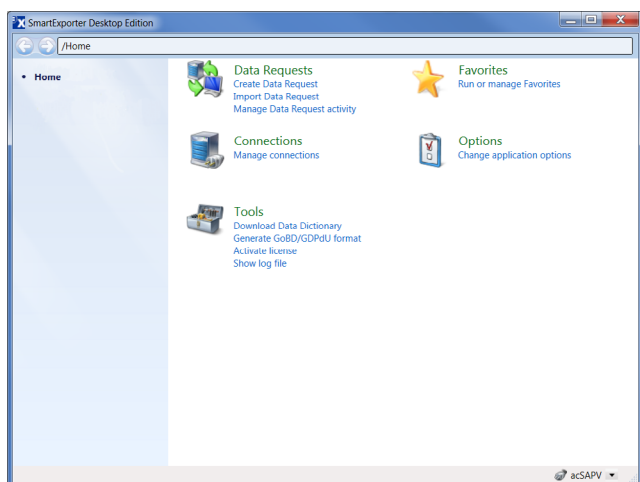 SmartExporter Desktop Edition
/Home
• Home
Data Requests
Create Data Request
Import Data Request
Manage Data Request activity
Favorites
Run or manage Favorites
Connections
Manage connections
Options
Change application options
Tools
Download Data Dictionary
Generate GoBD/GDPdU format
Activate license
Show log file
acSAPV